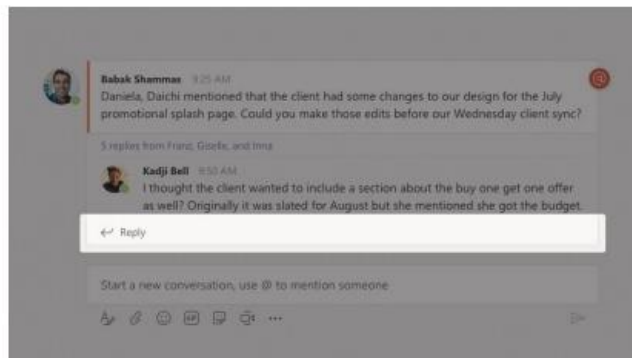 Babak Shammas 9:25 AM
Daniela, Daichi mentioned that the client had some changes to our design for the July
promotional splash page. Could you make those edits before our Wednesday client sync?
5 replies from Franz, Giselle, and Inna
Kadji Bell 9:50 AM
I thought the client wanted to include a section about the buy one get one offer
as well? Originally it was slated for August but she mentioned she got the budget.
Reply
Start a new conversation, use @ to mention someone
GIF